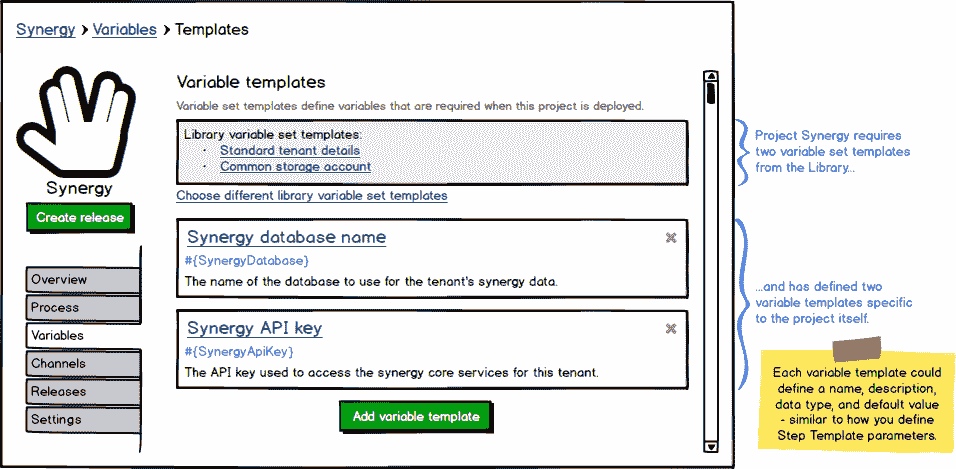 Synergy › Variables › Templates
Variable templates
Variable set templates define variables that are required when this project is deployed.
Library variable set templates:
· Standard tenant details
· Common storage account
Choose different library variable set templates
Synergy
Create release
Overview
Process
Variables
Channels
Releases
Settings
Synergy database name
#{SynergyDatabase}
The name of the database to use for the tenant's synergy data.
Synergy API key
#{SynergyApiKey}
The API key used to access the synergy core services for this tenant.
Add variable template
Project Synergy requires
two variable set templates
from the Library...
...and has defined two
variable templates specific
to the project itself.
Each variable template could
define a name, description,
data type, and default value
- similar to how you define
Step Template parameters.